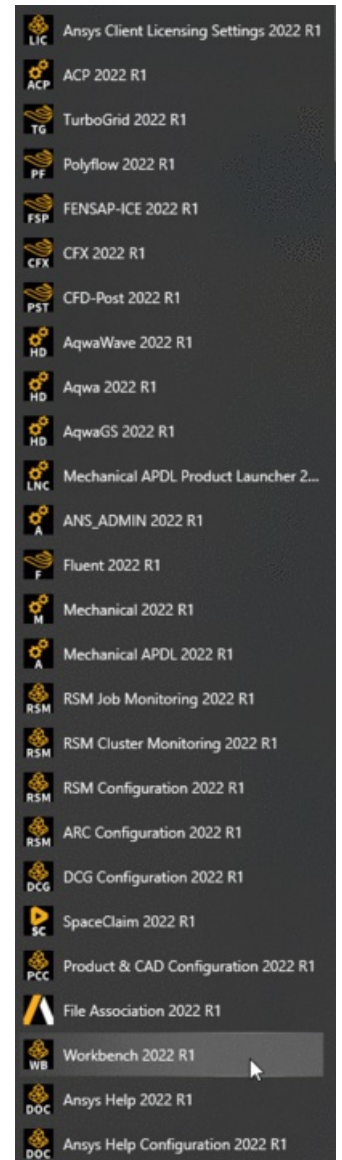 LIC
Ansys Client Licensing Settings 2022 R1
ACP
ACP 2022 R1
TG
TurboGrid 2022 R1
PF
Polyflow 2022 R1
FSP
FENSAP-ICE 2022 R1
CFX
CFX 2022 R1
PST
CFD-Post 2022 R1
HD
AqwaWave 2022 R1
HD
Aqwa 2022 R1
HD
AqwaGS 2022 R1
LNC
Mechanical APDL Product Launcher 2...
A
ANS_ADMIN 2022 R1
F
Fluent 2022 R1
M
Mechanical 2022 R1
A
Mechanical APDL 2022 R1
RSM
RSM Job Monitoring 2022 R1
RSM
RSM Cluster Monitoring 2022 R1
RSM
RSM Configuration 2022 R1
RSM
ARC Configuration 2022 R1
DCG
DCG Configuration 2022 R1
SC
SpaceClaim 2022 R1
PCC
Product & CAD Configuration 2022 R1
File Association 2022 R1
WB
Workbench 2022 R1
DOC
Ansys Help 2022 R1
DOC
Ansys Help Configuration 2022 R1